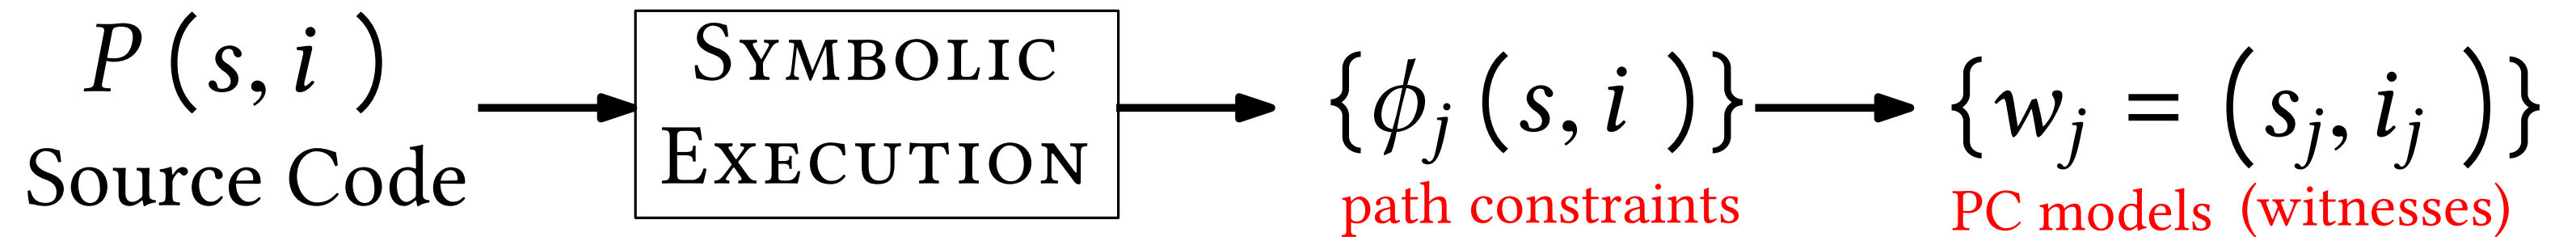 P (s, i )
Source Code
SYMBOLIC
EXECUTION
{ϕj (s, i )}
path constraints
{wj = (sj, ij )}
PC models (witnesses)